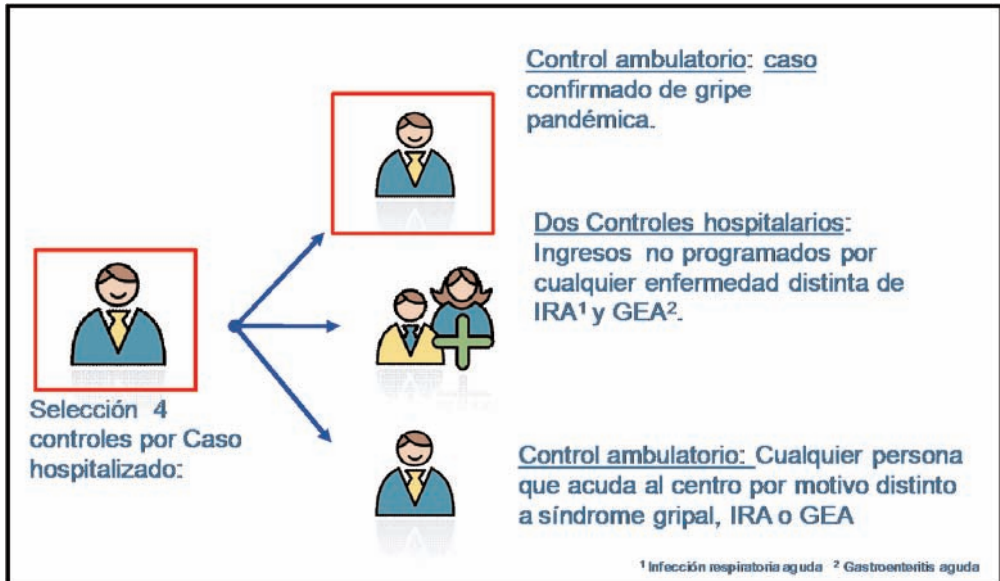 Control ambulatorio: caso
confirmado de gripe
pandémica.
Dos Controles hospitalarios:
Ingresos no programados por
cualquier enfermedad distinta de
IRA¹ y GEA².
Selección 4
controles por Caso
hospitalizado:
Control ambulatorio: Cualquier persona
que acuda al centro por motivo distinto
a síndrome gripal, IRA o GEA
¹ Infección respiratoria aguda ² Gastroenteritis aguda